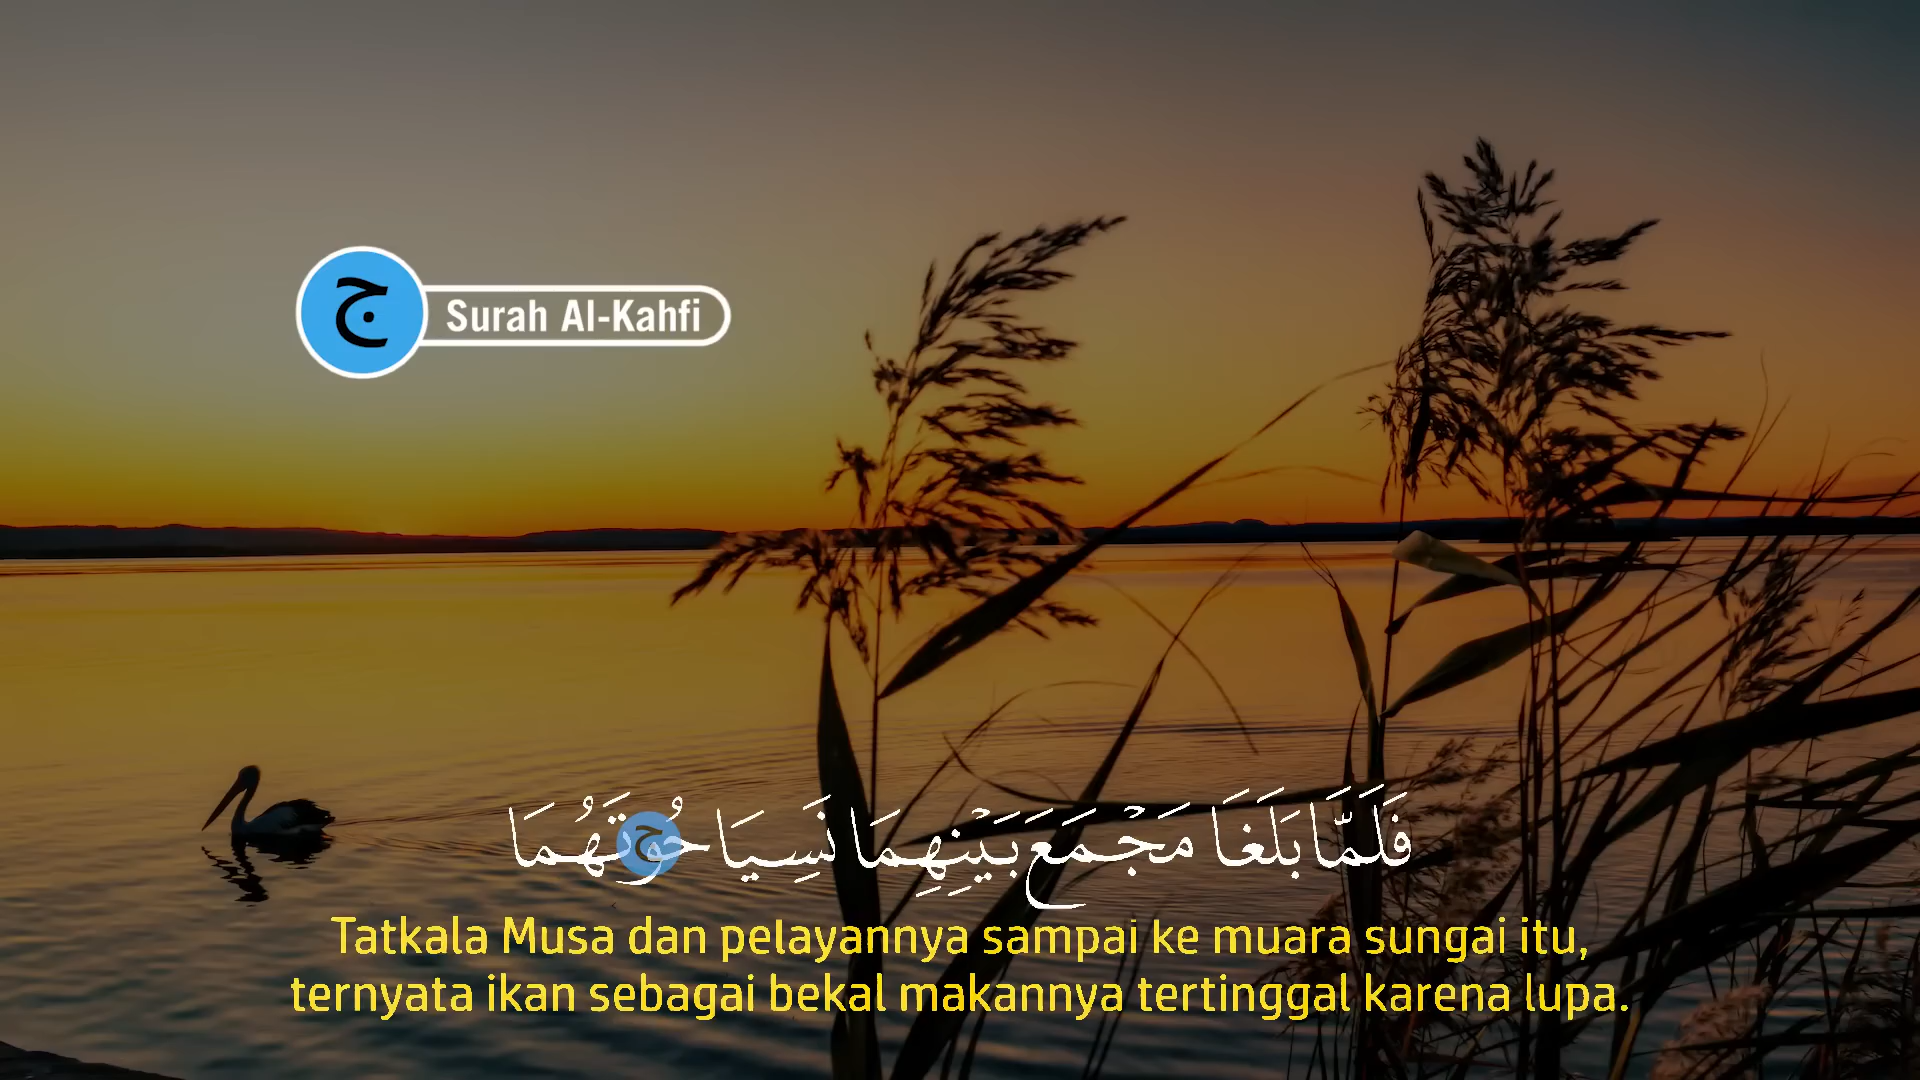 ج Surah Al-Kahfi
فَلَمَّا بَلَغَا مَجْمَعَ بَيْنِهِمَا نَسِيَا حُوتَهُمَا
ج
Tatkala Musa dan pelayannya sampai ke muara sungai itu,
ternyata ikan sebagai bekal makannya tertinggal karena lupa.